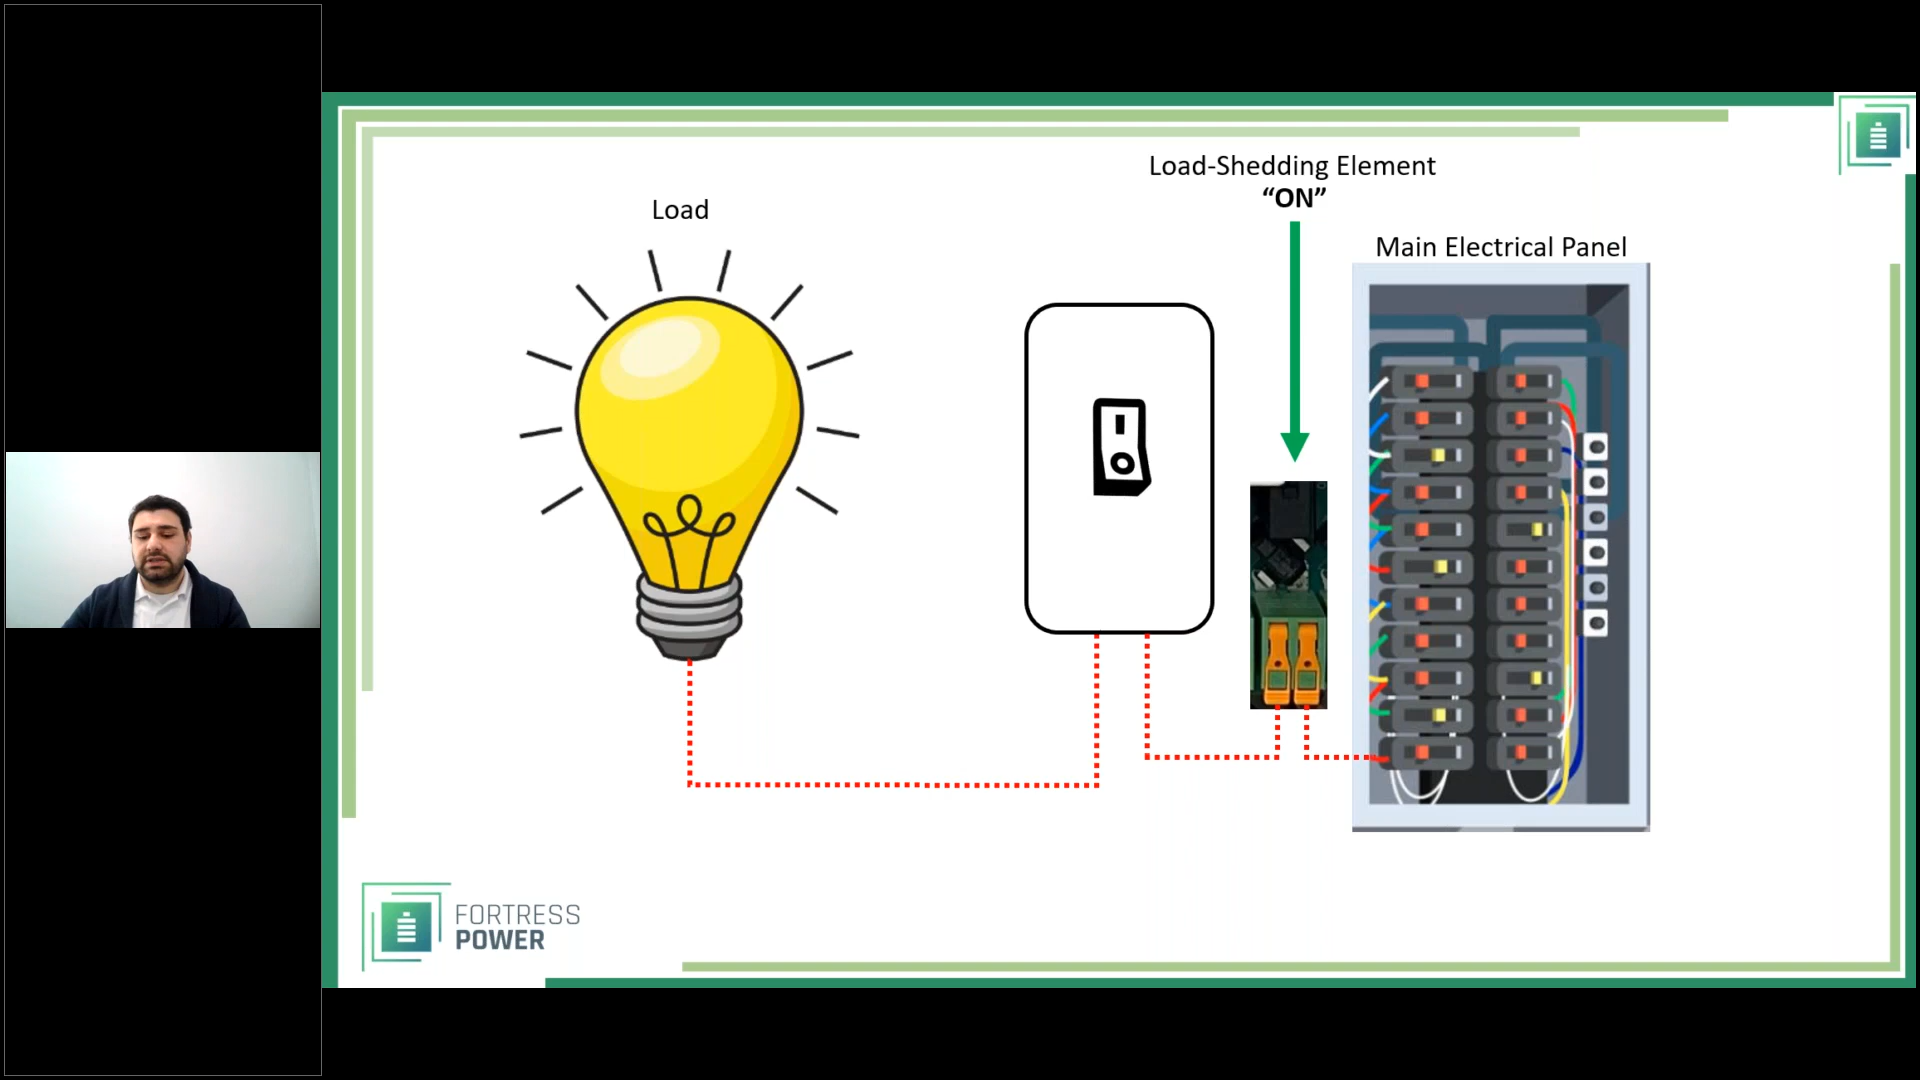 Load-Shedding Element
“ON”
Load
Main Electrical Panel
FORTRESS
POWER